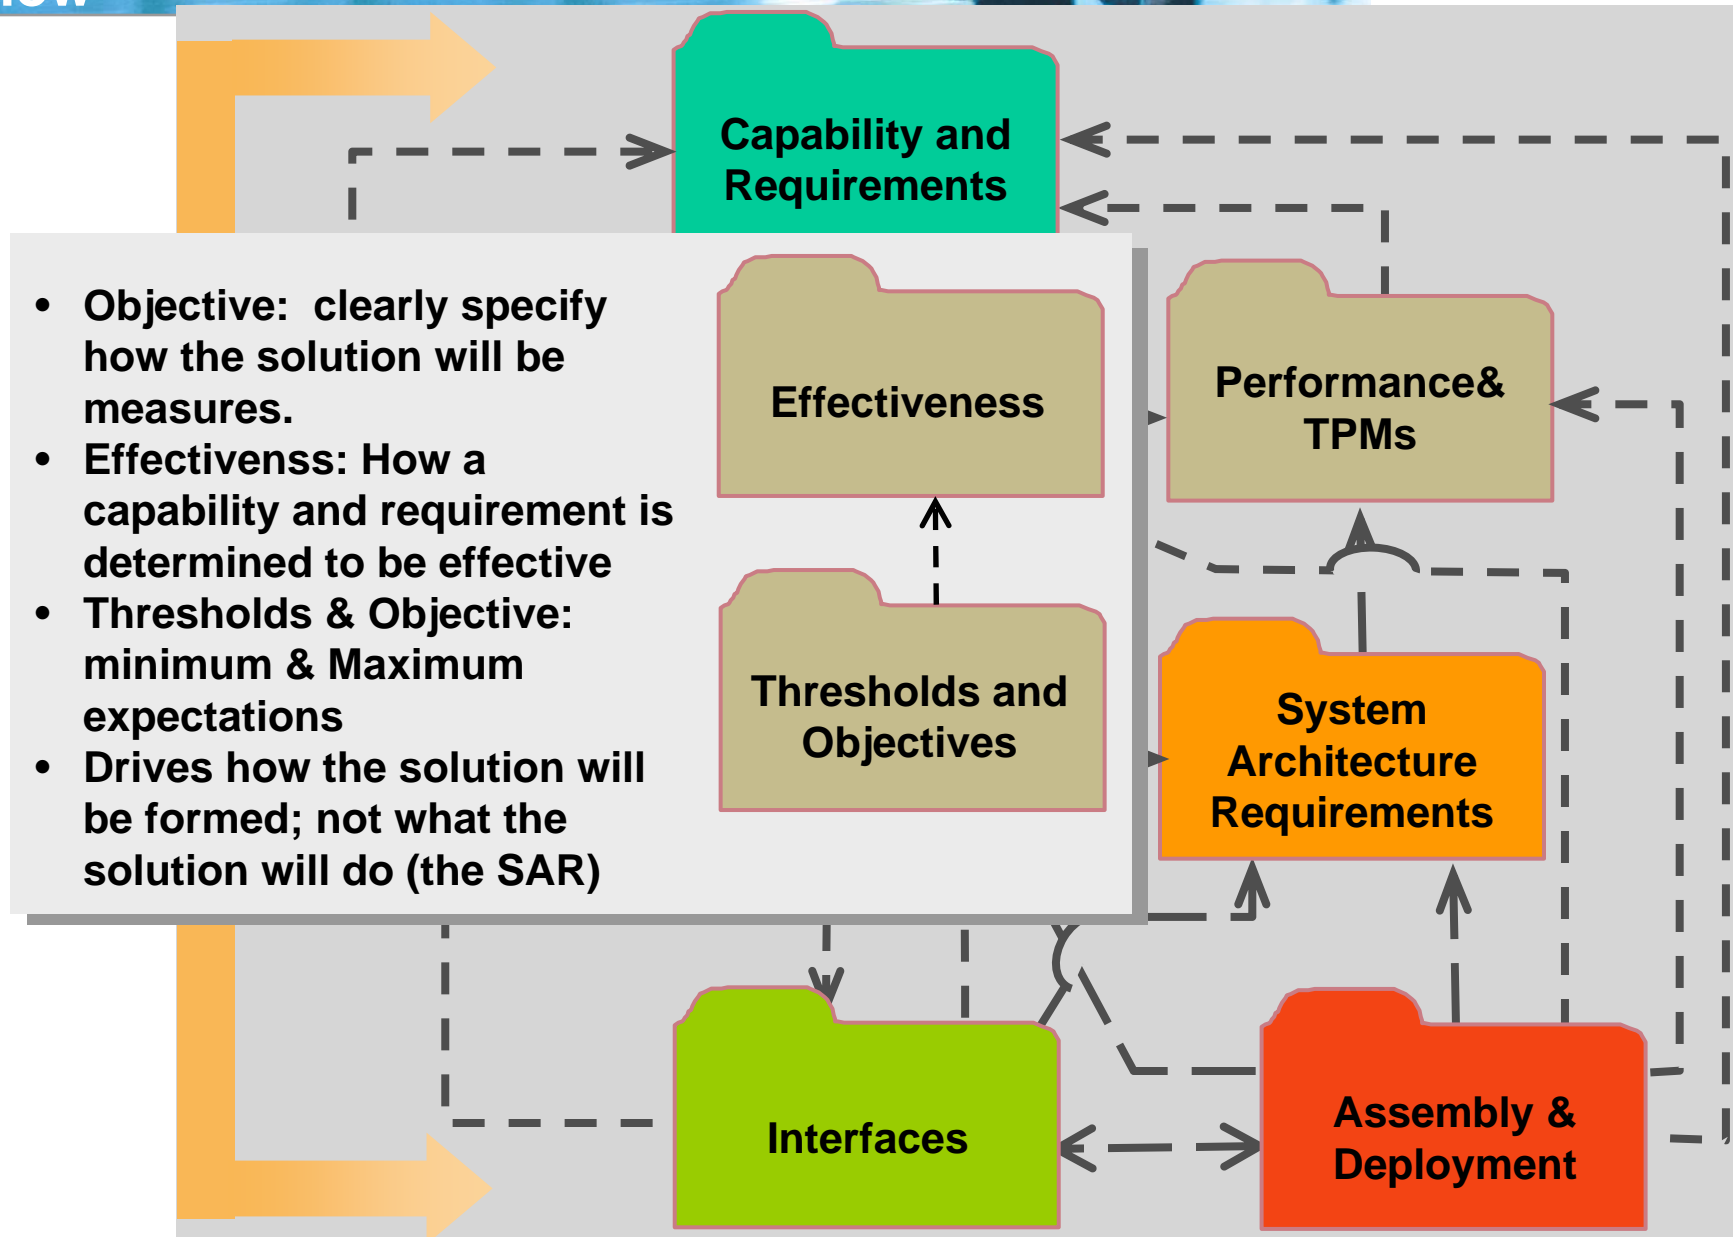 Capability and
Requirements
• Objective:  clearly specify
how the solution will be
measures.
• Effectivenss: How a
capability and requirement is
determined to be effective
• Thresholds & Objective:
minimum & Maximum
expectations
• Drives how the solution will
be formed; not what the
solution will do (the SAR)
Effectiveness
Thresholds and
Objectives
Performance&
TPMs
System
Architecture
Requirements
Interfaces
Assembly &
Deployment